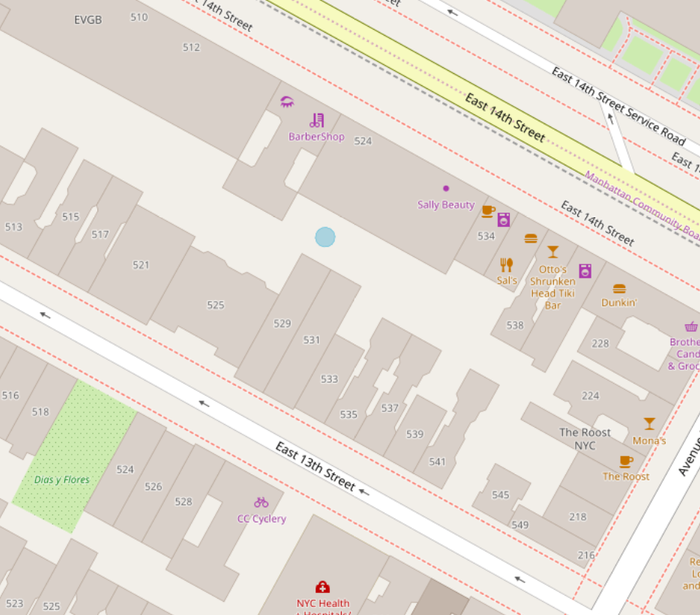 EVGB
510
14th Street
512
East 14th Street
East 14th Street Service Road
BarberShop
524
Sally Beauty
East 14th Street
Manhattan Community Boa
534
Sal's
Otto's
Shrunken
Head Tiki
Bar
Dunkin'
538
228
Brothe
Cand
& Groc
513
515
517
521
525
529
531
533
535
537
539
541
224
The Roost
NYC
Mona's
The Roost
Avenue
545
549
218
216
516
518
Dias y Flores
524
526
528
CC Cyclery
East 13th Street
523
525
NYC Health
Re
Lo
and